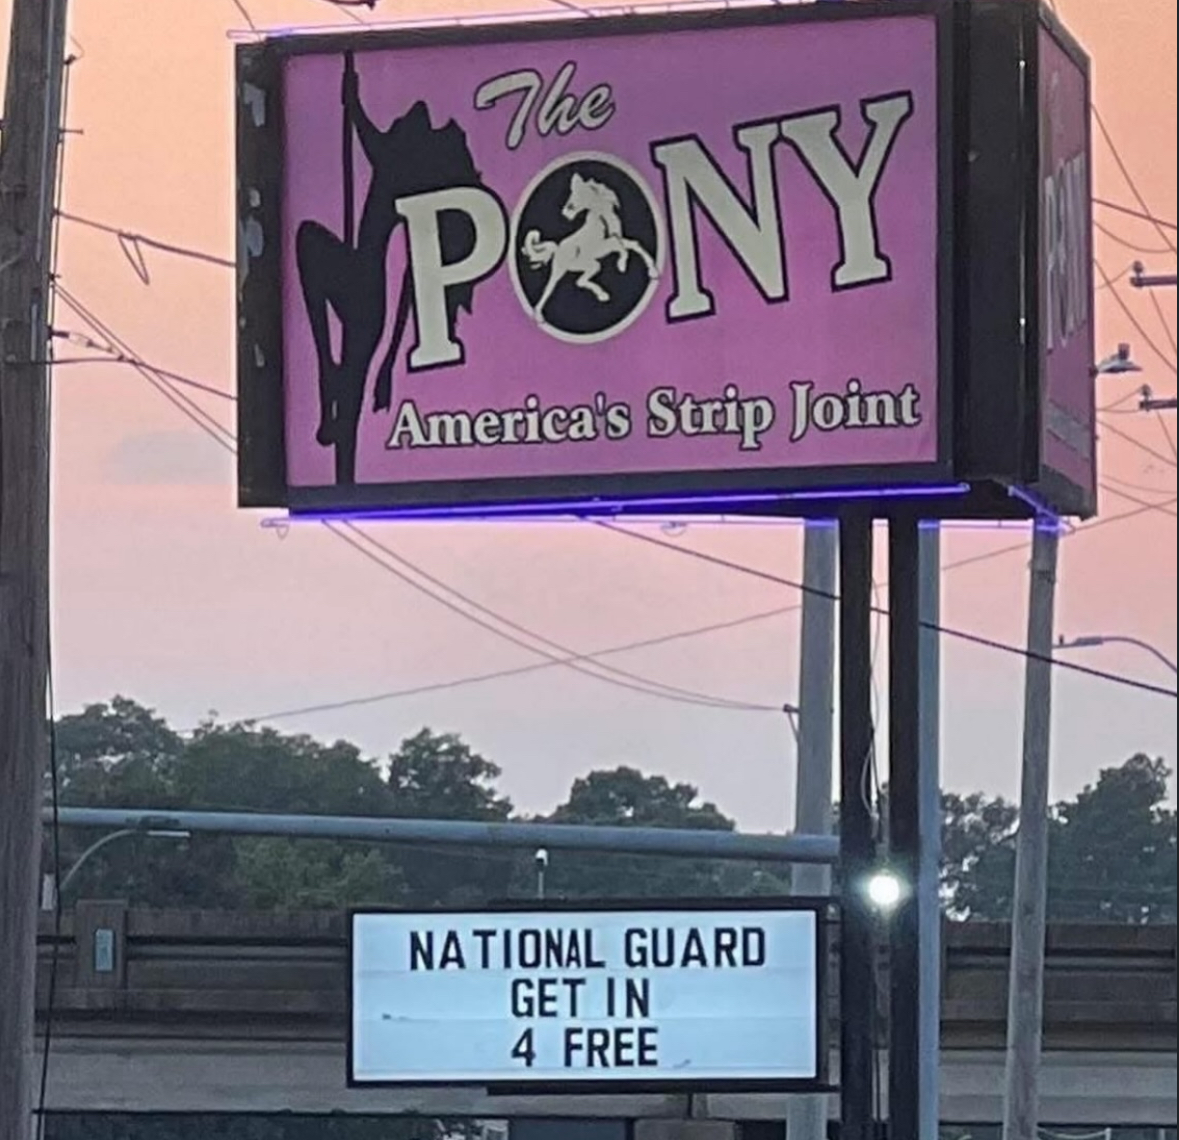 The
PONY
America's Strip Joint
NATIONAL GUARD
GET IN
4 FREE